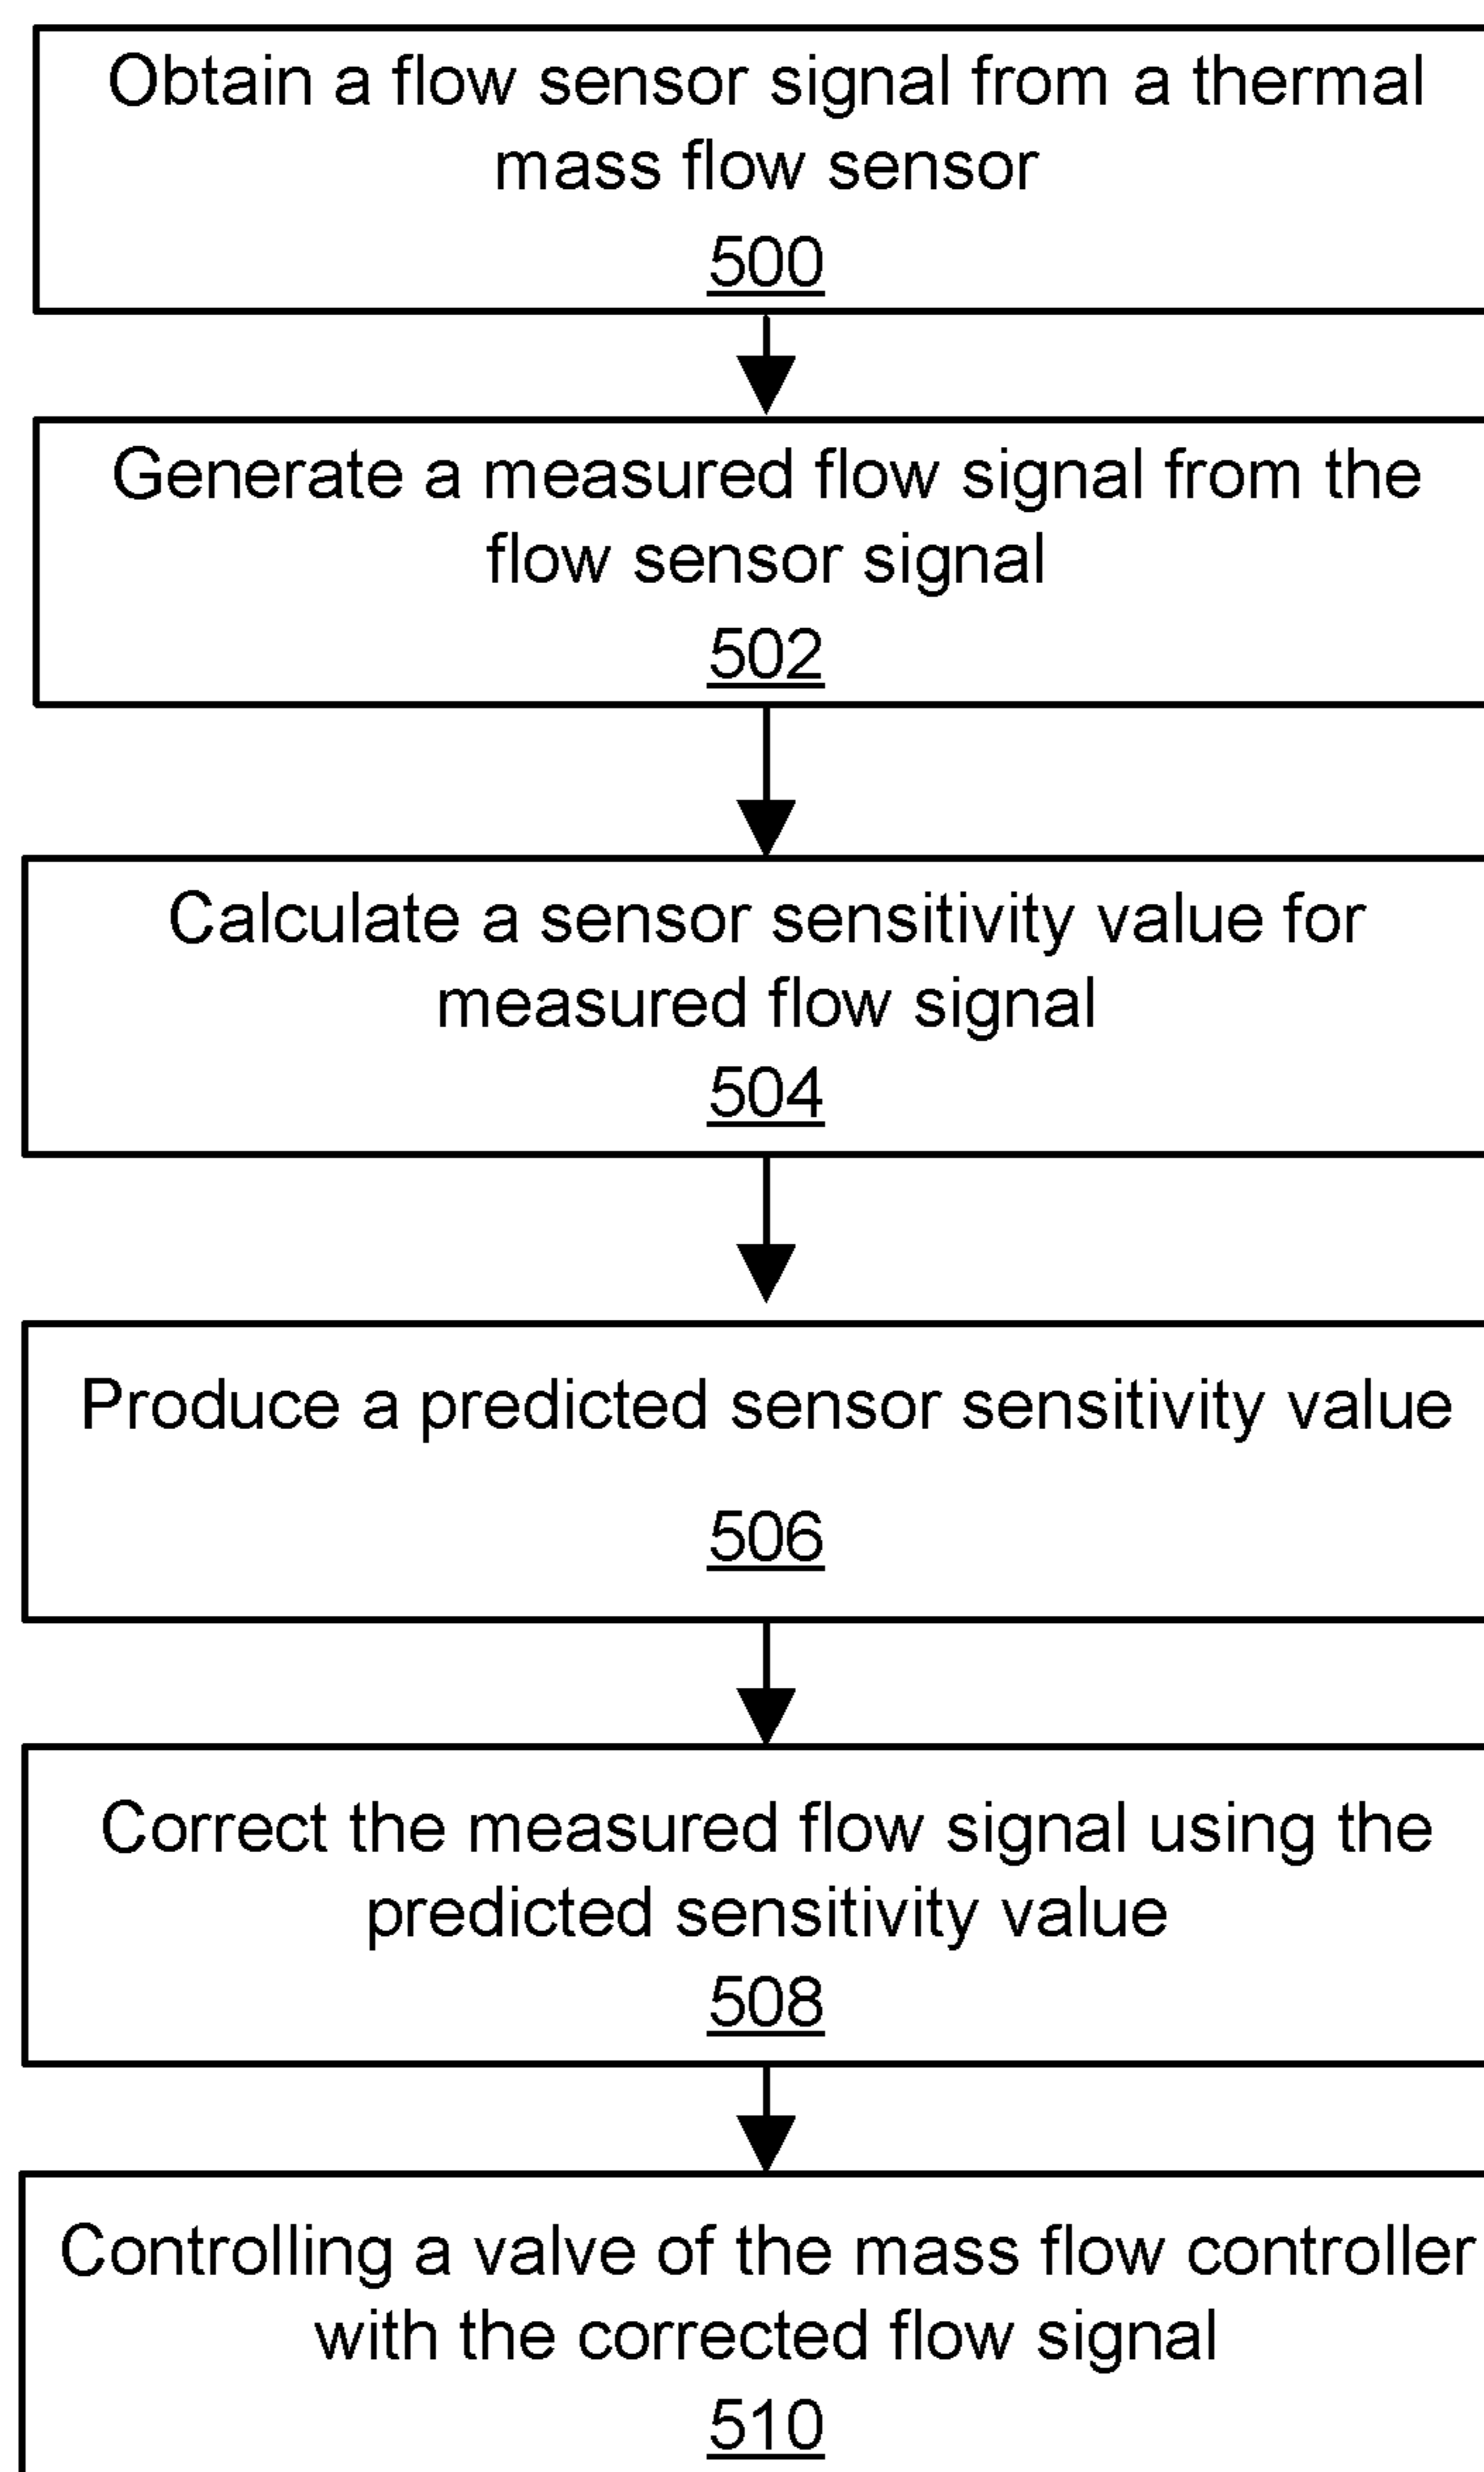 Obtain a flow sensor signal from a thermal
mass flow sensor
500
Generate a measured flow signal from the
flow sensor signal
502
Calculate a sensor sensitivity value for
measured flow signal
504
Produce a predicted sensor sensitivity value
506
Correct the measured flow signal using the
predicted sensitivity value
508
Controlling a valve of the mass flow controller
with the corrected flow signal
510